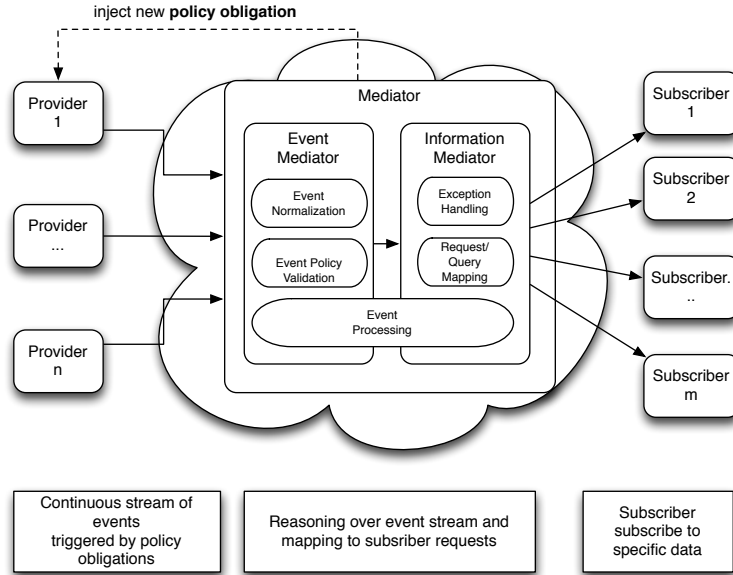 inject new policy obligation
Provider
1
Provider
...
Provider
n
Mediator
Event
Mediator
Event
Normalization
Event Policy
Validation
Information
Mediator
Exception
Handling
Request/
Query
Mapping
Event
Processing
Subscriber
1
Subscriber
2
Subscriber.
..
Subscriber
m
Continuous stream of
events
triggered by policy
obligations
Reasoning over event stream and
mapping to subsriber requests
Subscriber
subscribe to
specific data